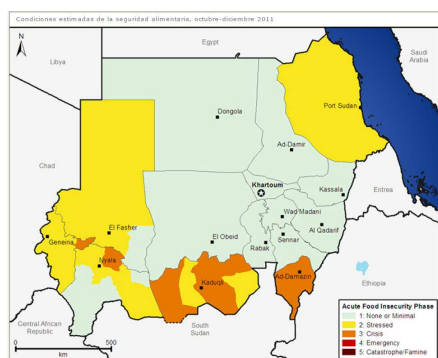 Condiciones estimadas de la seguridad alimentaria, octubre-diciembre 2011
N
Egypt
Libya
Saudi
Arabia
Dongola
Port Sudan
Ad-Damir
Chad
Khartoum
Kassala
Eritrea
Wad Madani
El Fasher
Geneina
El Obeid
Al Qadarif
Sennar
Rabak
Nyala
Ad-Damazin
Kaduqli
Ethiopia
Central African
Republic
South
Sudan
0
500
km
Acute Food Insecurity Phase
1: None or Minimal
2: Stressed
3: Crisis
4: Emergency
5: Catastrophe/Famine